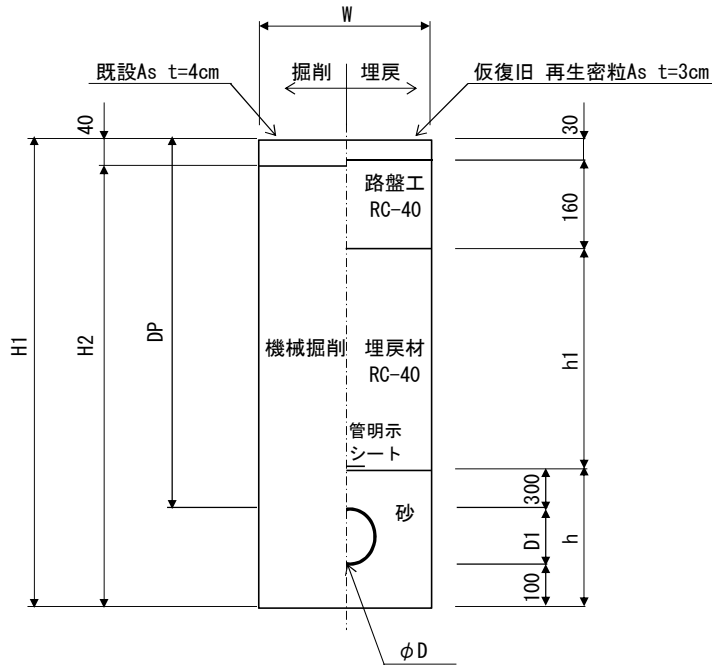 W
既設As t=4cm
掘削
埋戻
仮復旧 再生密粒As t=3cm
40
30
路盤工
RC-40
160
H1
H2
DP
機械掘削
埋戻材
RC-40
h1
管明示
シート
砂
300
D1
h
100
φD